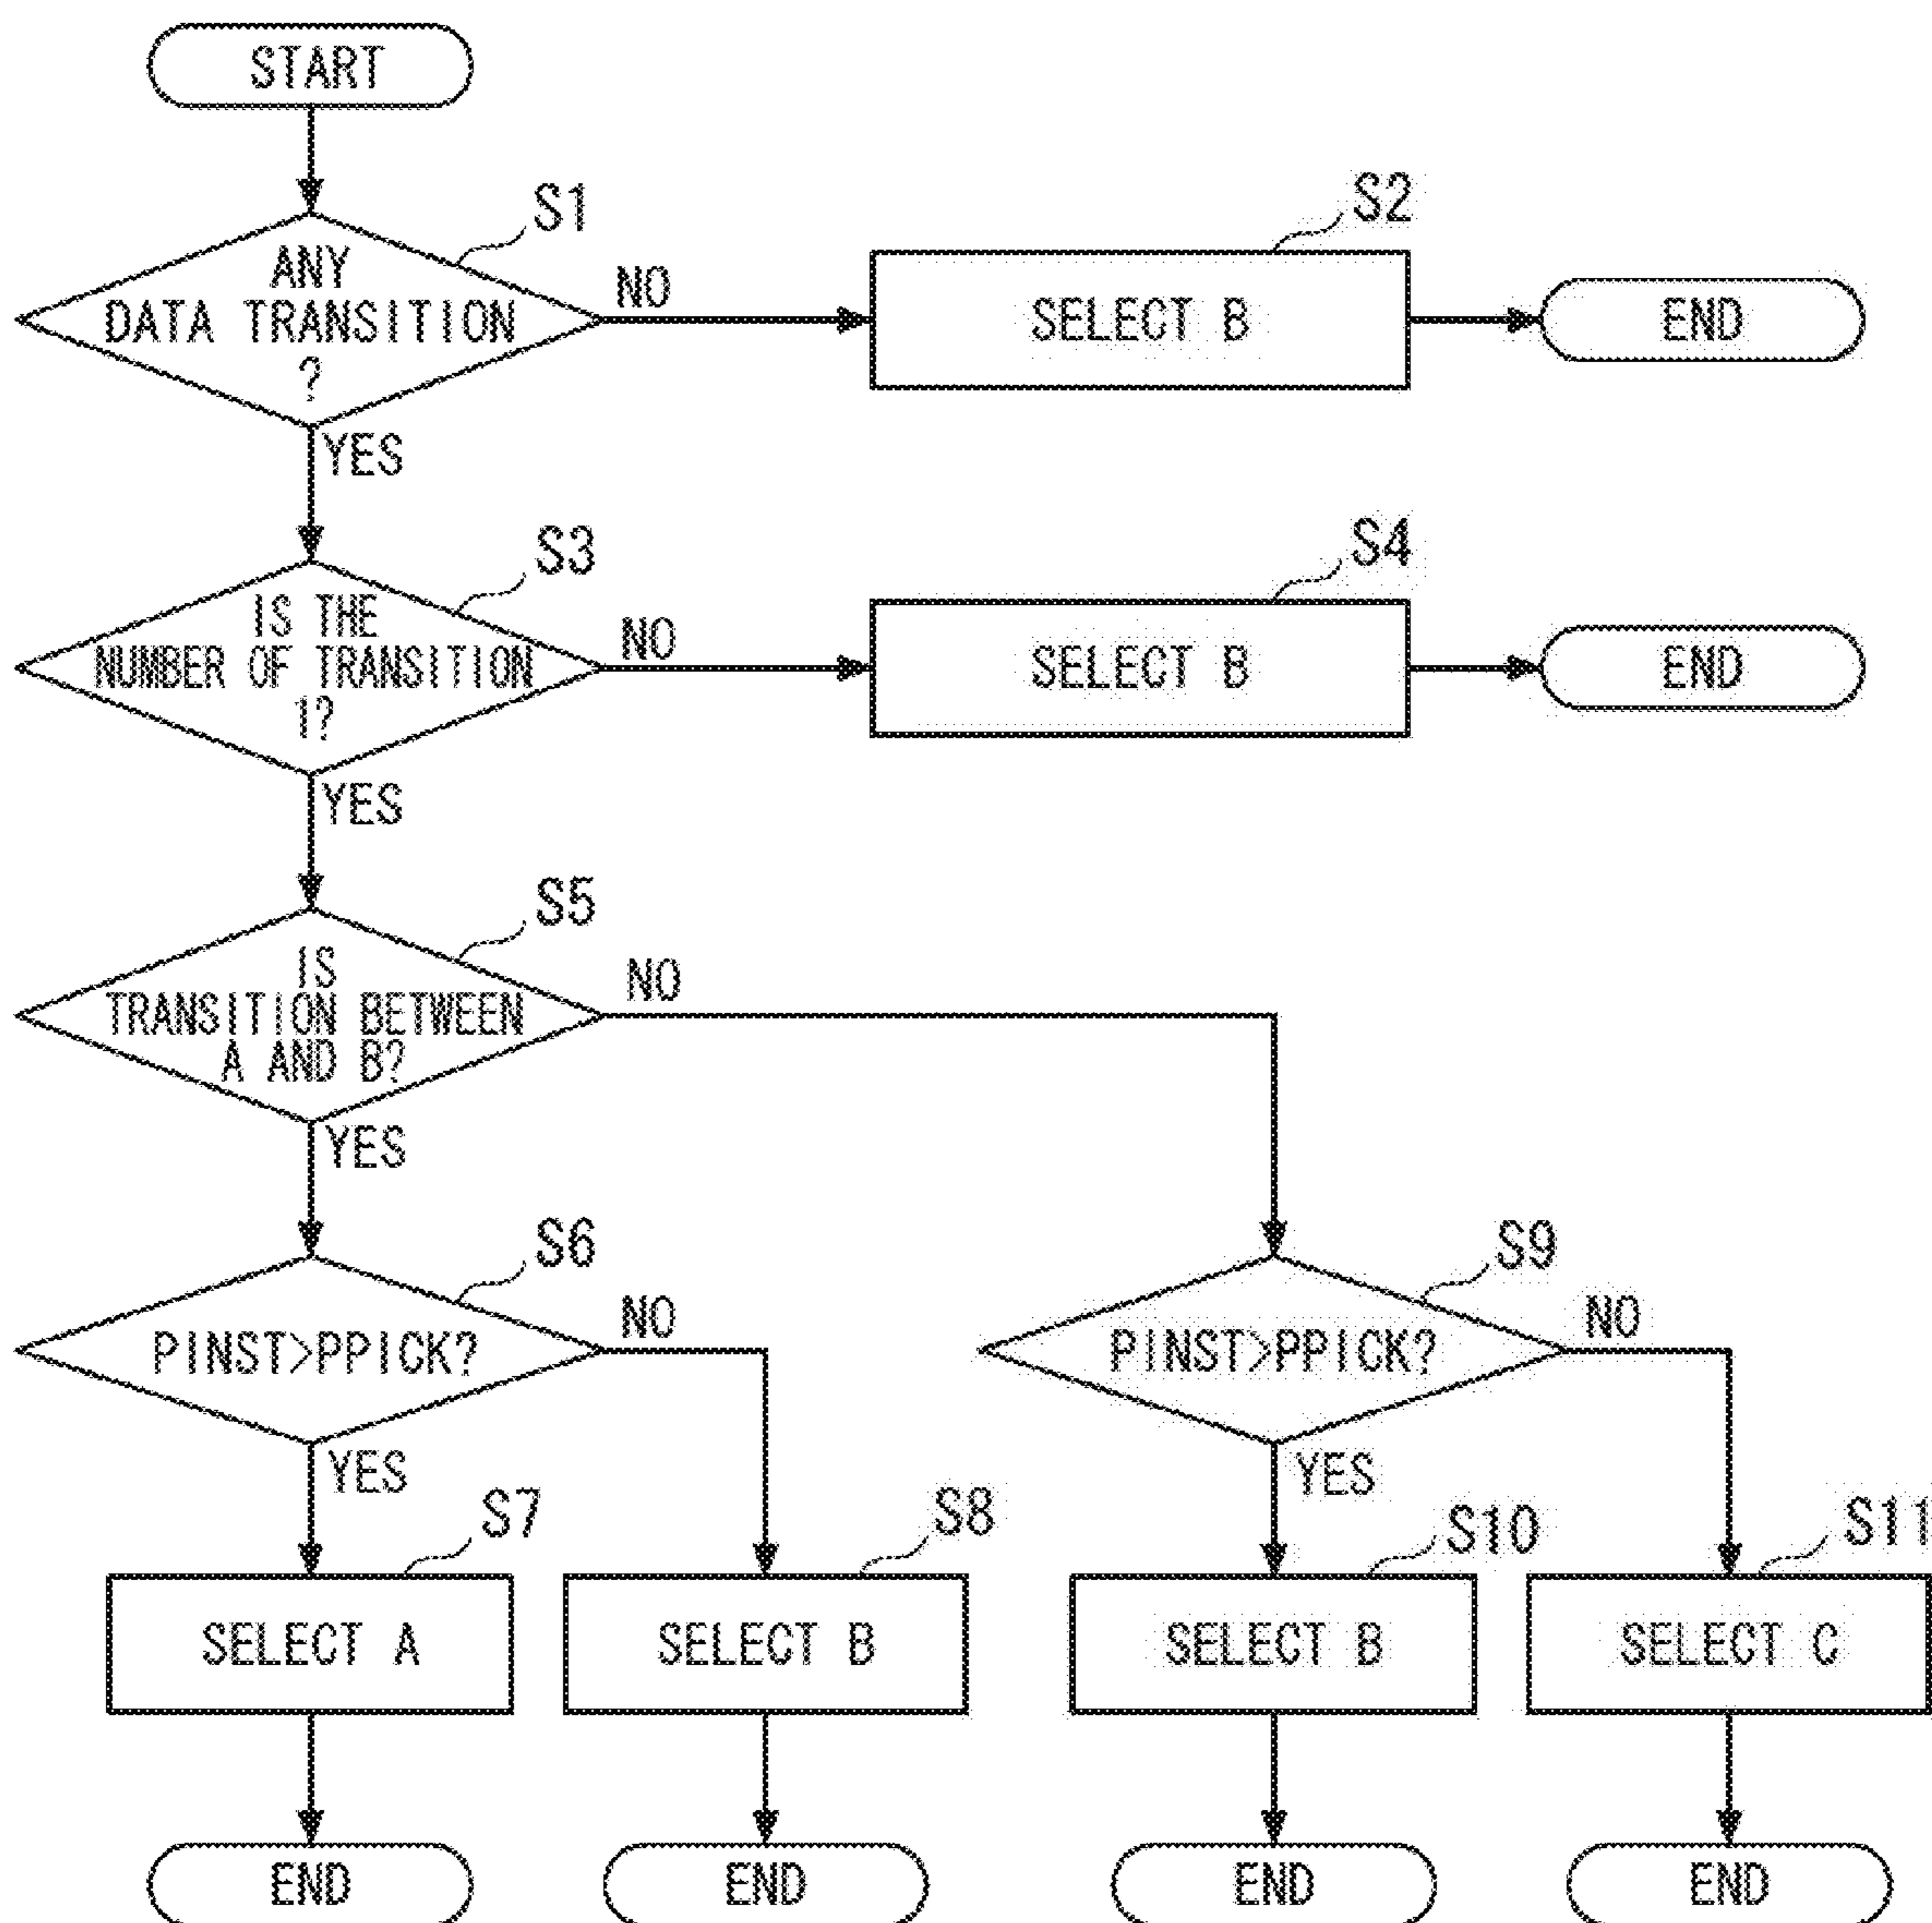 START
S1
ANY
DATA TRANSITION
?
NO
S2
SELECT B
END
YES
S3
IS THE
NUMBER OF TRANSITION
1?
NO
S4
SELECT B
END
YES
S5
IS
TRANSITION BETWEEN
A AND B?
NO
YES
S6
PINST>PPICK?
NO
YES
S9
PINST>PPICK?
NO
YES
S7
SELECT A
S8
SELECT B
S10
SELECT B
S11
SELECT C
END
END
END
END